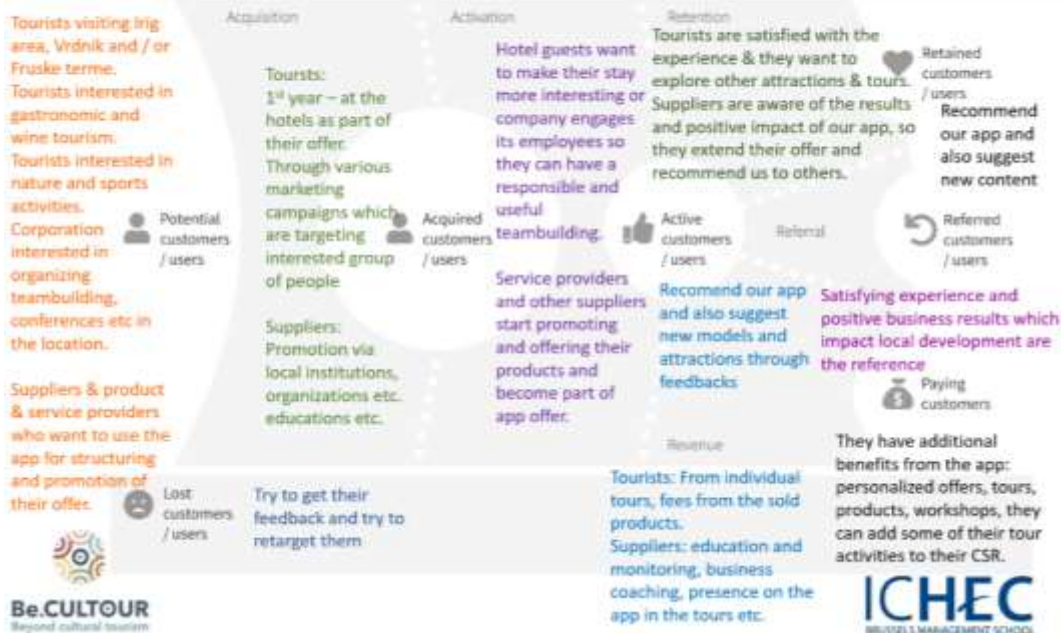 Acquisition
Activation
Retention
Tourists visiting Irig
area, Vrdnik and / or
Fruske terme.
Tourists interested in
gastronomic and
wine tourism.
Tourists interested in
nature and sports
activities.
Corporation
interested in
organizing
teambuilding,
conferences etc in
the location.
Suppliers & product
& service providers
who want to use the
app for structuring
and promotion of
their offer.
Potential
customers
/ users
Toursts:
1st year – at the
hotels as part of
their offer.
Through various
marketing
campaigns which
are targeting
interested group
of people
Suppliers:
Promotion via
local institutions,
organizations etc.
educations etc.
Acquired
customers
/ users
Hotel guests want
to make their stay
more interesting or
company engages
its employees so
they can have a
responsible and
useful
teambuilding.
Service providers
and other suppliers
start promoting
and offering their
products and
become part of
app offer.
Tourists are satisfied with the
experience & they want to
explore other attractions & tours.
Suppliers are aware of the results
and positive impact of our app, so
they extend their offer and
recommend us to others.
Retained
customers
/ users
Recommend
our app and
also suggest
new content
Active
customers
/ users
Referral
Referred
customers
/ users
Recomend our app
and also suggest
new models and
attractions through
feedbacks
Satisfying experience and
positive business results which
impact local development are
the reference
Paying
customers
Revenue
They have additional
benefits from the app:
personalized offers, tours,
products, workshops, they
can add some of their tour
activities to their CSR.
Lost
customers
/ users
Try to get their
feedback and try to
retarget them
Tourists: From individual
tours, fees from the sold
products.
Suppliers: education and
monitoring, business
coaching, presence on the
app in the tours etc.
Be.CULTOUR
Beyond cultural tourism
ICHEC
BRUSSELS MANAGEMENT SCHOOL